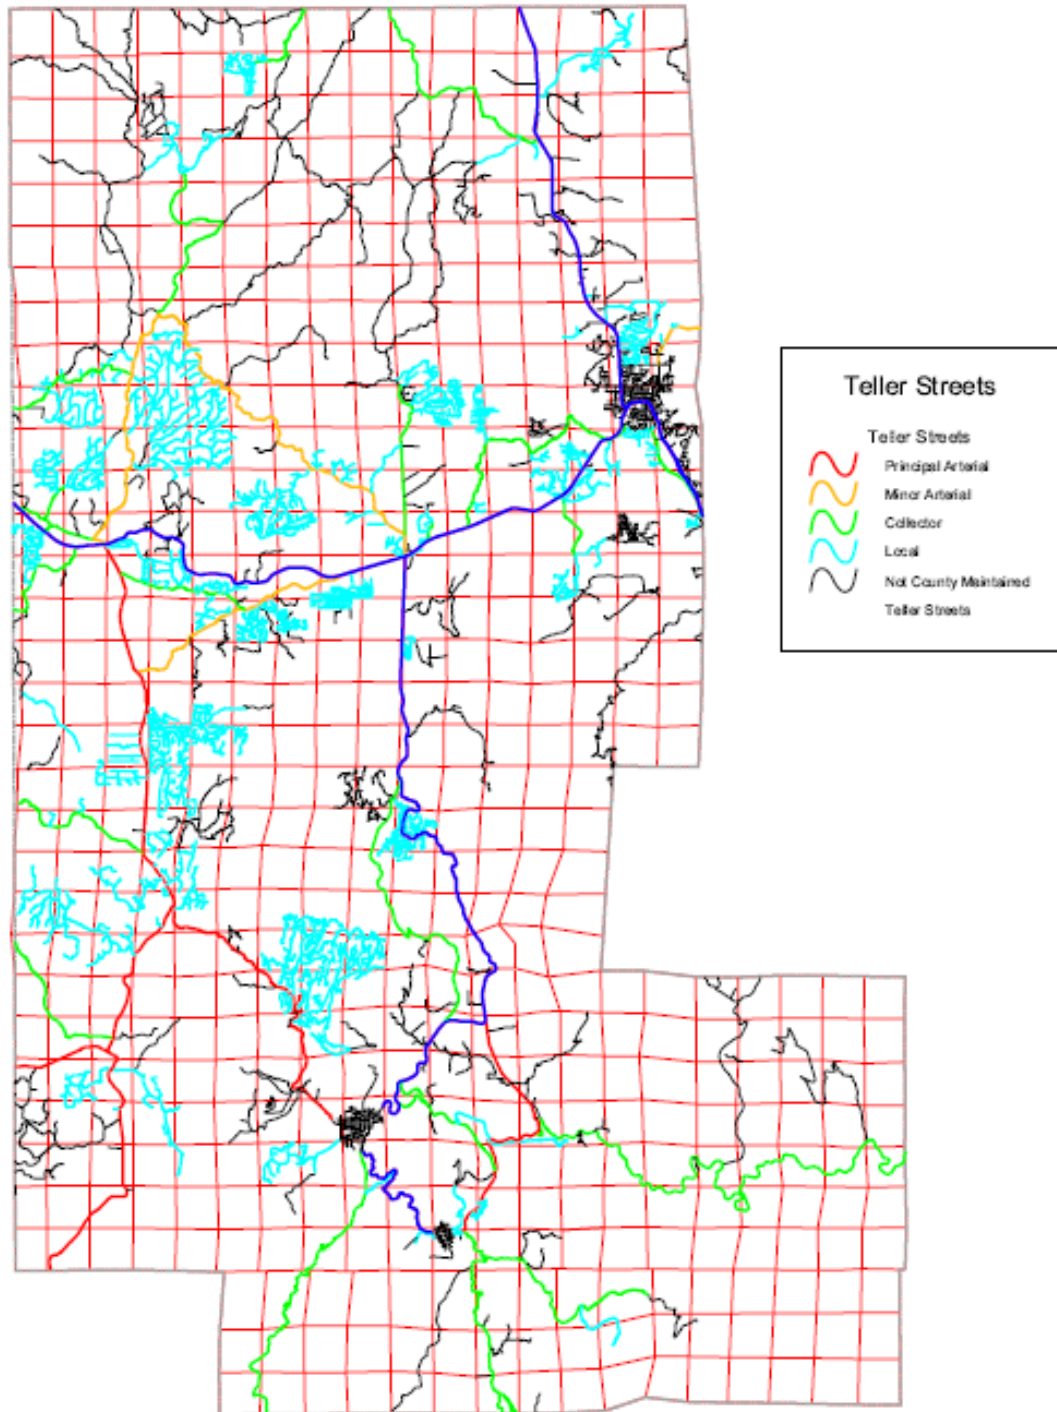 Teller Streets
Teller Streets
Principal Arterial
Minor Arterial
Collector
Local
Not County Maintained
Teller Streets